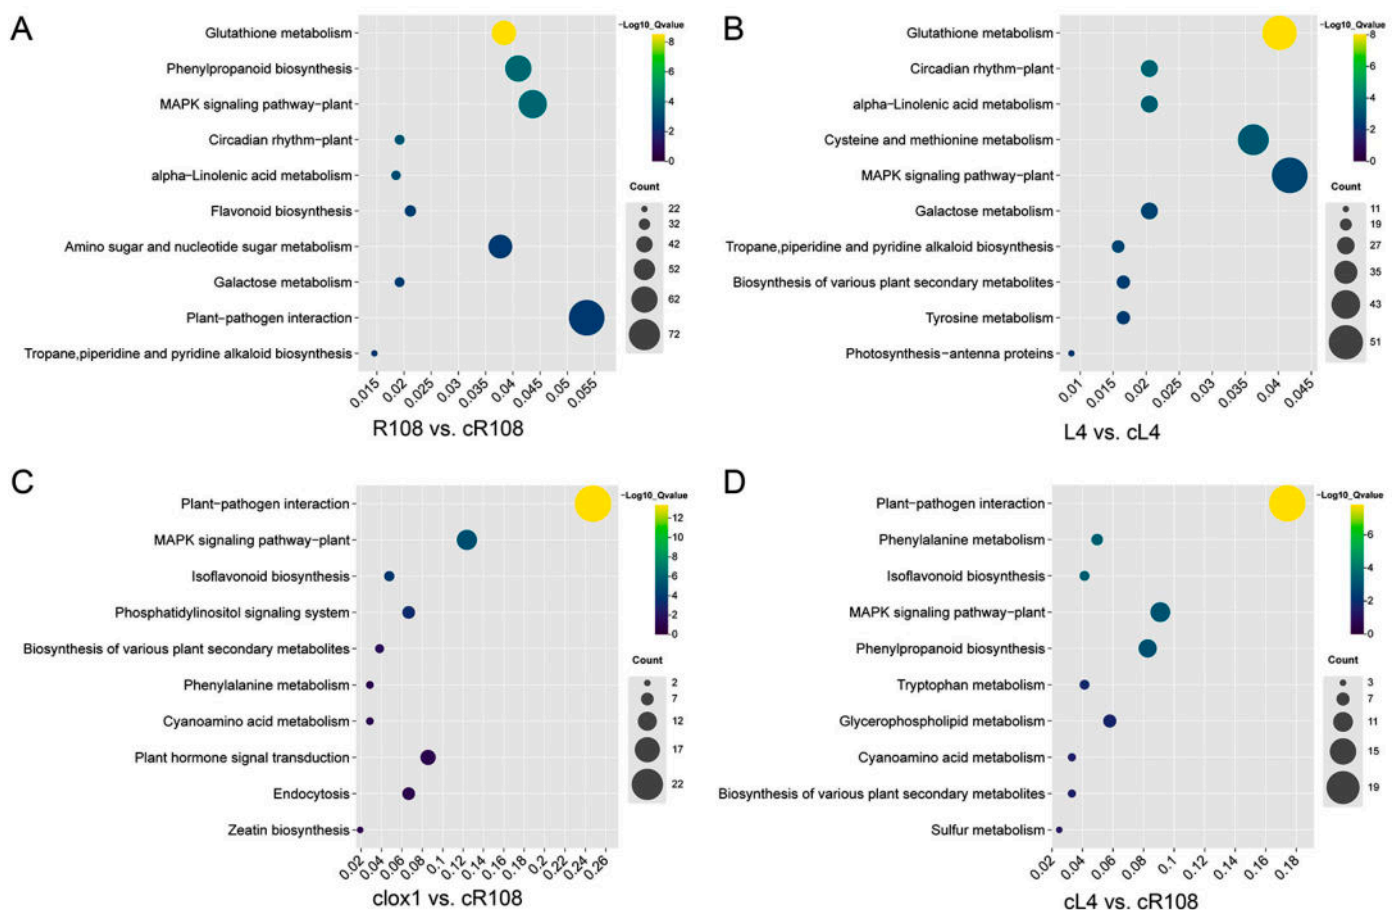 A
Glutathione metabolism
Phenylpropanoid biosynthesis
MAPK signaling pathway-plant
Circadian rhythm-plant
alpha-Linolenic acid metabolism
Flavonoid biosynthesis
Amino sugar and nucleotide sugar metabolism
Galactose metabolism
Plant-pathogen interaction
Tropane,piperidine and pyridine alkaloid biosynthesis
0.015 0.02 0.025 0.03 0.035 0.04 0.045 0.05 0.055
R108 vs. cR108
-Log10_Qvalue
8
6
4
2
0
Count
22
32
42
52
62
72
B
Glutathione metabolism
Circadian rhythm-plant
alpha-Linolenic acid metabolism
Cysteine and methionine metabolism
MAPK signaling pathway-plant
Galactose metabolism
Tropane,piperidine and pyridine alkaloid biosynthesis
Biosynthesis of various plant secondary metabolites
Tyrosine metabolism
Photosynthesis-antenna proteins
0.01 0.015 0.02 0.025 0.03 0.035 0.04 0.045
L4 vs. cL4
-Log10_Qvalue
8
6
4
2
0
Count
11
19
27
35
43
51
C
Plant-pathogen interaction
MAPK signaling pathway-plant
Isoflavonoid biosynthesis
Phosphatidylinositol signaling system
Biosynthesis of various plant secondary metabolites
Phenylalanine metabolism
Cyanoamino acid metabolism
Plant hormone signal transduction
Endocytosis
Zeatin biosynthesis
0.02 0.04 0.06 0.08 0.1 0.12 0.14 0.16 0.18 0.2 0.22 0.24 0.26
clox1 vs. cR108
-Log10_Qvalue
12
10
8
6
4
2
0
Count
2
7
12
17
22
D
Plant-pathogen interaction
Phenylalanine metabolism
Isoflavonoid biosynthesis
MAPK signaling pathway-plant
Phenylpropanoid biosynthesis
Tryptophan metabolism
Glycerophospholipid metabolism
Cyanoamino acid metabolism
Biosynthesis of various plant secondary metabolites
Sulfur metabolism
0.02 0.04 0.06 0.08 0.1 0.12 0.14 0.16 0.18
cL4 vs. cR108
-Log10_Qvalue
6
4
2
0
Count
3
7
11
15
19